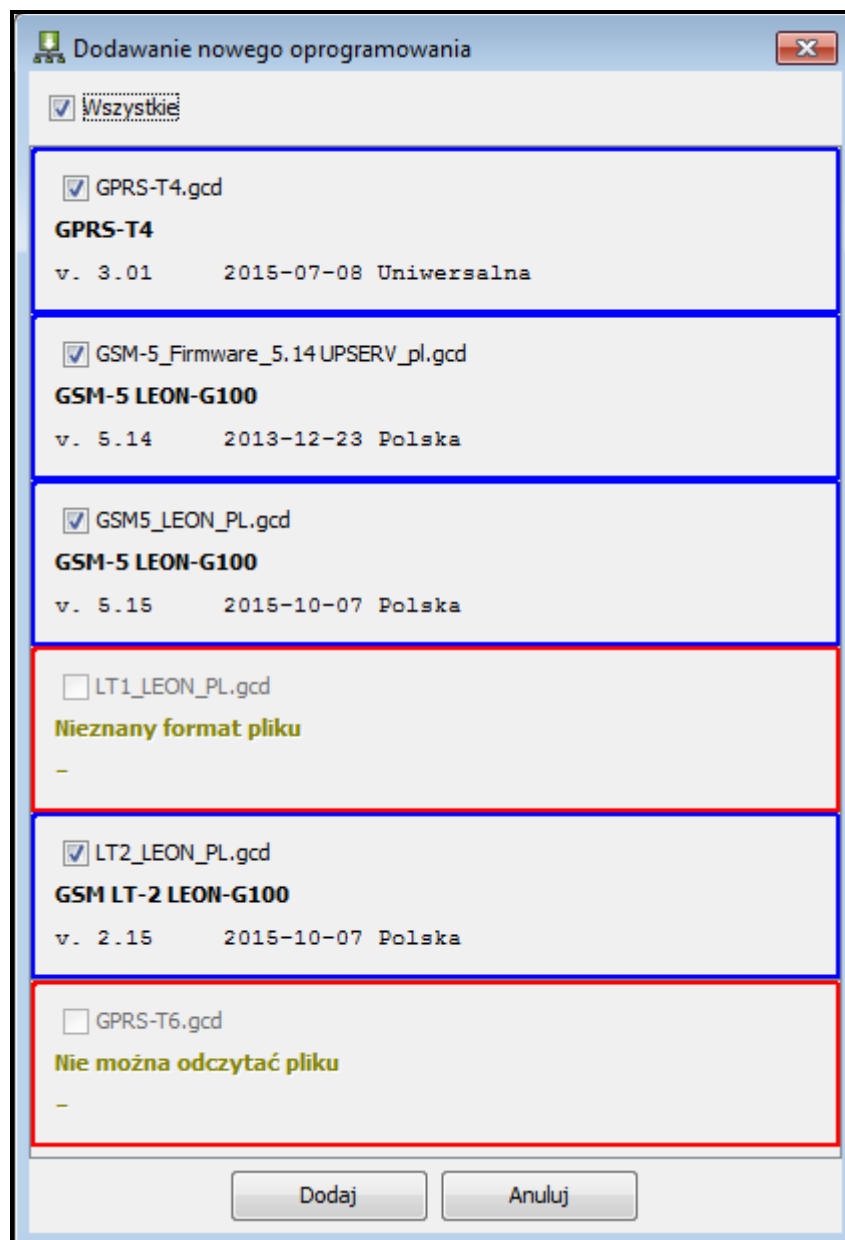 Dodawanie nowego oprogramowania
Wszystkie
GPRS-T4.gcd
GPRS-T4
v. 3.01 2015-07-08 Uniwersalna
GSM-5_Firmware_5.14 UPSERV_pl.gcd
GSM-5 LEON-G100
v. 5.14 2013-12-23 Polska
GSM5_LEON_PL.gcd
GSM-5 LEON-G100
v. 5.15 2015-10-07 Polska
LT1_LEON_PL.gcd
Nieznany format pliku
-
LT2_LEON_PL.gcd
GSM LT-2 LEON-G100
v. 2.15 2015-10-07 Polska
GPRS-T6.gcd
Nie można odczytać pliku
-
Dodaj Anuluj